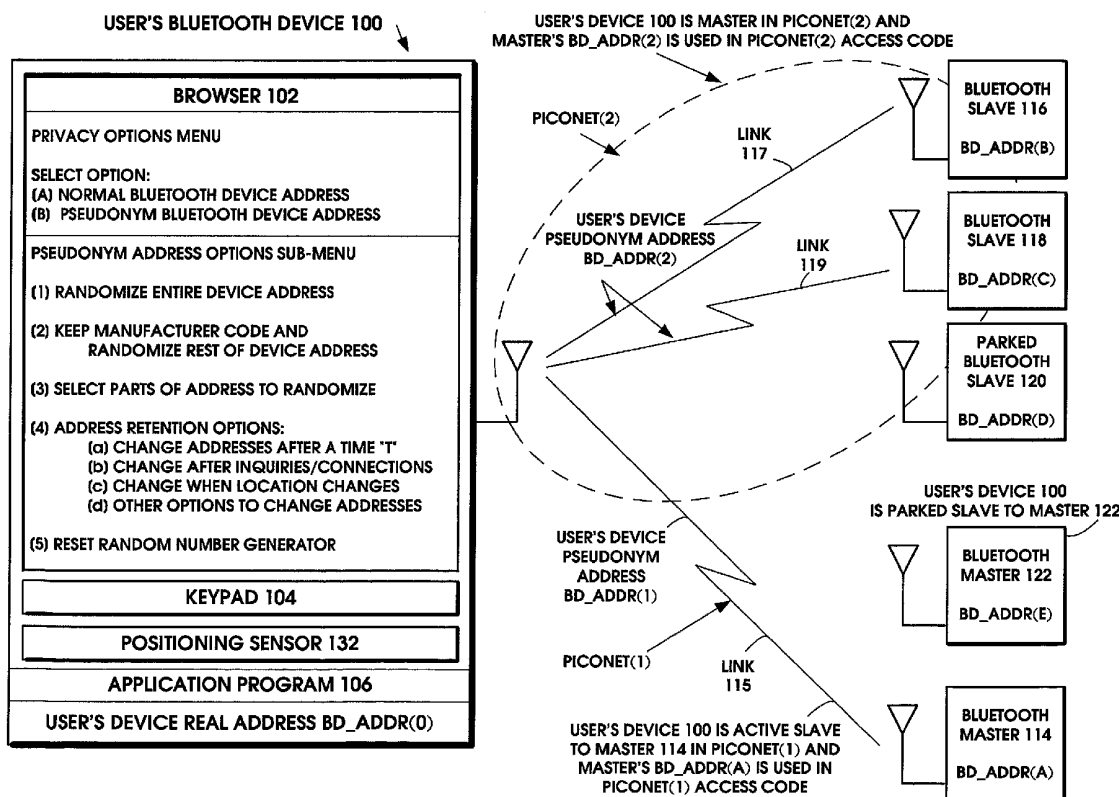 USER'S BLUETOOTH DEVICE 100
BROWSER 102
PRIVACY OPTIONS MENU
SELECT OPTION:
(A) NORMAL BLUETOOTH DEVICE ADDRESS
(B) PSEUDONYM BLUETOOTH DEVICE ADDRESS
PSEUDONYM ADDRESS OPTIONS SUB-MENU
(1) RANDOMIZE ENTIRE DEVICE ADDRESS
(2) KEEP MANUFACTURER CODE AND
RANDOMIZE REST OF DEVICE ADDRESS
(3) SELECT PARTS OF ADDRESS TO RANDOMIZE
(4) ADDRESS RETENTION OPTIONS:
(a) CHANGE ADDRESSES AFTER A TIME "T"
(b) CHANGE AFTER INQUIRIES/CONNECTIONS
(c) CHANGE WHEN LOCATION CHANGES
(d) OTHER OPTIONS TO CHANGE ADDRESSES
(5) RESET RANDOM NUMBER GENERATOR
KEYPAD 104
POSITIONING SENSOR 132
APPLICATION PROGRAM 106
USER'S DEVICE REAL ADDRESS BD_ADDR(0)
USER'S DEVICE 100 IS MASTER IN PICONET(2) AND
MASTER'S BD_ADDR(2) IS USED IN PICONET(2) ACCESS CODE
PICONET(2)
LINK
117
USER'S DEVICE
PSEUDONYM ADDRESS
BD_ADDR(2)
LINK
119
BLUETOOTH
SLAVE 116
BD_ADDR(B)
BLUETOOTH
SLAVE 118
BD_ADDR(C)
PARKED
BLUETOOTH
SLAVE 120
BD_ADDR(D)
USER'S DEVICE 100
IS PARKED SLAVE TO MASTER 122
BLUETOOTH
MASTER 122
BD_ADDR(E)
USER'S DEVICE
PSEUDONYM
ADDRESS
BD_ADDR(1)
PICONET(1)
LINK
115
USER'S DEVICE 100 IS ACTIVE SLAVE
TO MASTER 114 IN PICONET(1) AND
MASTER'S BD_ADDR(A) IS USED IN
PICONET(1) ACCESS CODE
BLUETOOTH
MASTER 114
BD_ADDR(A)